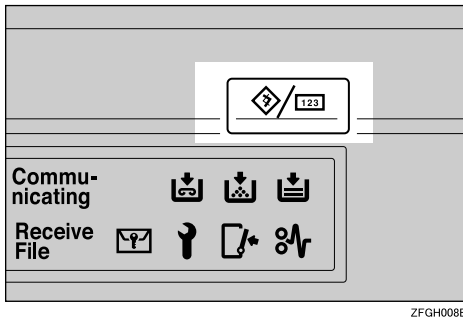 123
Commu-
nicating
Receive
File
ZFGH008E